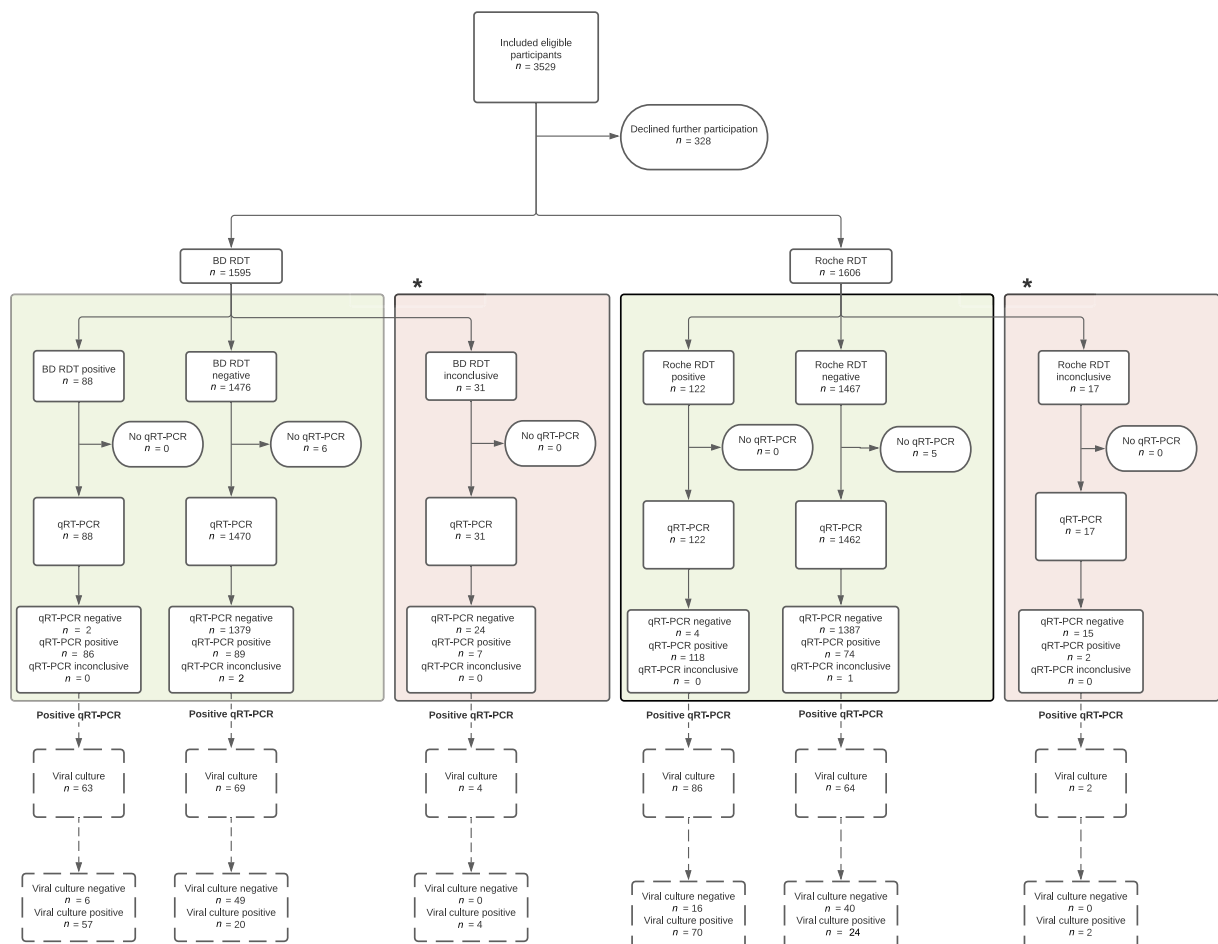 Included eligible
participants
n = 3529
Declined further participation
n = 328
BD RDT
n = 1595
Roche RDT
n = 1606
*
*
BD RDT positive
n = 88
BD RDT
negative
n = 1476
BD RDT
inconclusive
n = 31
Roche RDT
positive
n = 122
Roche RDT
negative
n = 1467
Roche RDT
inconclusive
n = 17
No qRT-PCR
n = 0
No qRT-PCR
n = 6
No qRT-PCR
n = 0
No qRT-PCR
n = 0
No qRT-PCR
n = 5
No qRT-PCR
n = 0
qRT-PCR
n = 88
qRT-PCR
n = 1470
qRT-PCR
n = 31
qRT-PCR
n = 122
qRT-PCR
n = 1462
qRT-PCR
n = 17
qRT-PCR negative
n = 2
qRT-PCR positive
n = 86
qRT-PCR inconclusive
n = 0
qRT-PCR negative
n = 1379
qRT-PCR positive
n = 89
qRT-PCR inconclusive
n = 2
qRT-PCR negative
n = 24
qRT-PCR positive
n = 7
qRT-PCR inconclusive
n = 0
qRT-PCR negative
n = 4
qRT-PCR positive
n = 118
qRT-PCR inconclusive
n = 0
qRT-PCR negative
n = 1387
qRT-PCR positive
n = 74
qRT-PCR inconclusive
n = 1
qRT-PCR negative
n = 15
qRT-PCR positive
n = 2
qRT-PCR inconclusive
n = 0
Positive qRT-PCR
Positive qRT-PCR
Positive qRT-PCR
Positive qRT-PCR
Positive qRT-PCR
Positive qRT-PCR
Viral culture
n = 63
Viral culture
n = 69
Viral culture
n = 4
Viral culture
n = 86
Viral culture
n = 64
Viral culture
n = 2
Viral culture negative
n = 6
Viral culture positive
n = 57
Viral culture negative
n = 49
Viral culture positive
n = 20
Viral culture negative
n = 0
Viral culture positive
n = 4
Viral culture negative
n = 16
Viral culture positive
n = 70
Viral culture negative
n = 40
Viral culture positive
n = 24
Viral culture negative
n = 0
Viral culture positive
n = 2